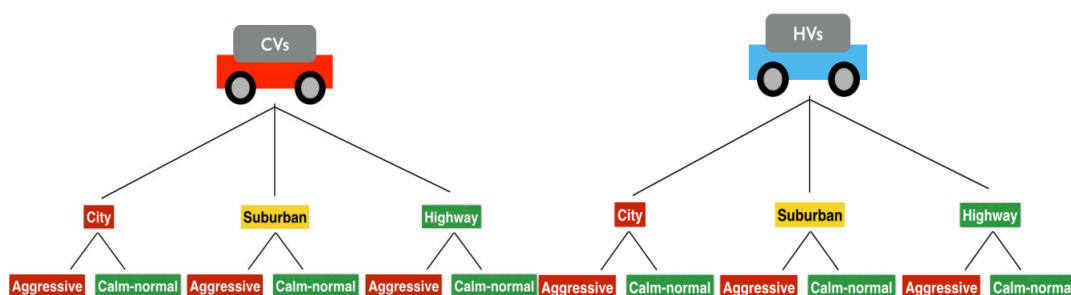 CVs
HVs
City
Suburban
Highway
City
Suburban
Highway
Aggressive
Calm-normal
Aggressive
Calm-normal
Aggressive
Calm-normal
Aggressive
Calm-normal
Aggressive
Calm-normal
Aggressive
Calm-normal